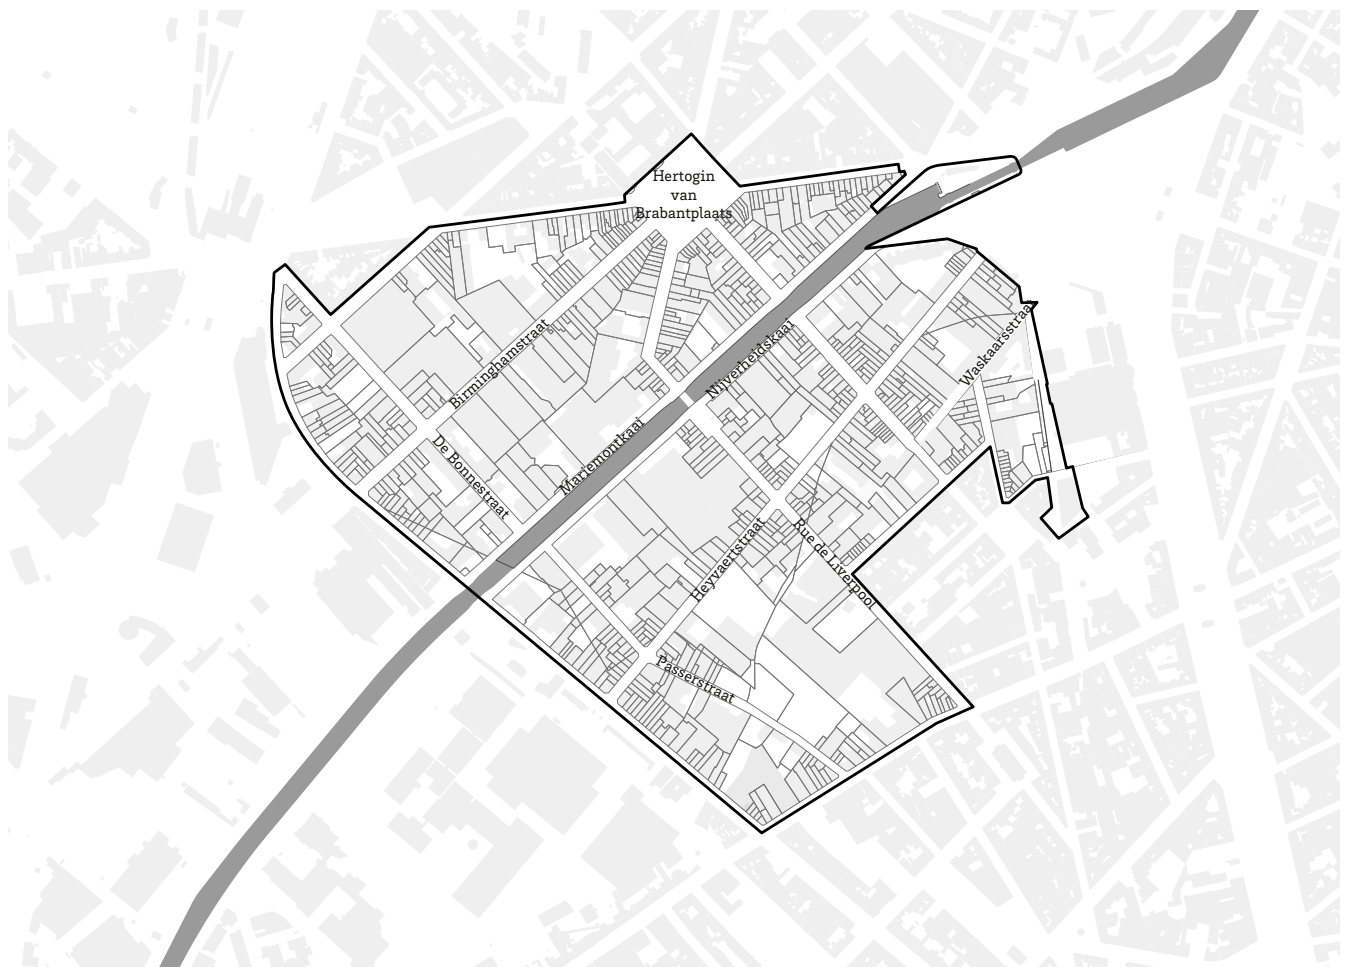 Hertogin
van
Brabantplaats
Waskaarsstraat
Birminghamstraat
Nijverheidskaai
Mariemontkaai
De Bonnestraat
Heyvaertstraat
Rue de Liverpool
Passerstraat